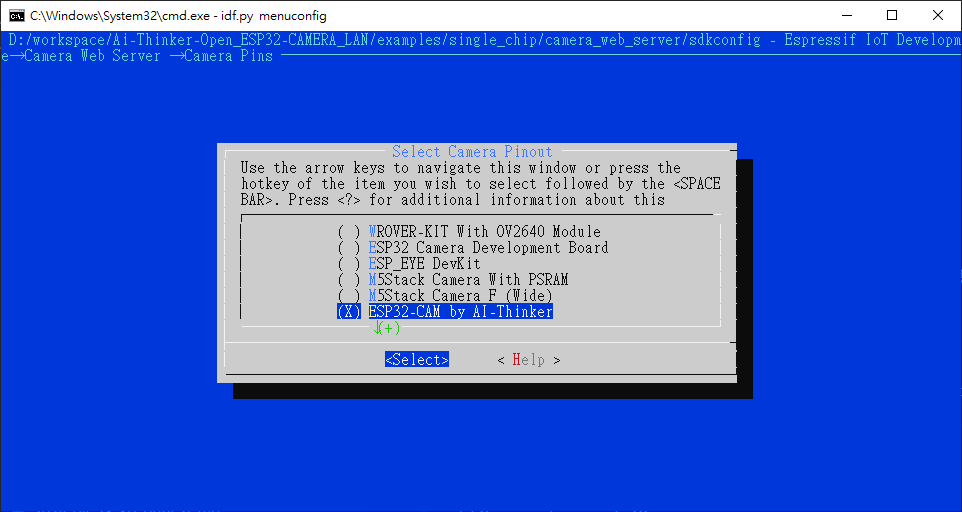 C:\Windows\System32\cmd.exe - idf.py menuconfig
D:/workspace/Ai-Thinker-Open_ESP32-CAMERA_LAN/examples/single_chip/camera_web_server/sdkconfig - Espressif IoT Developm
e→Camera Web Server →Camera Pins
Select Camera Pinout
Use the arrow keys to navigate this window or press the
hotkey of the item you wish to select followed by the <SPACE
BAR>. Press <?> for additional information about this
( ) WROVER-KIT With OV2640 Module
( ) ESP32 Camera Development Board
( ) ESP_EYE DevKit
( ) M5Stack Camera With PSRAM
( ) M5Stack Camera F (Wide)
(X) ESP32-CAM by AI-Thinker
↓(+)
<Select> < Help >